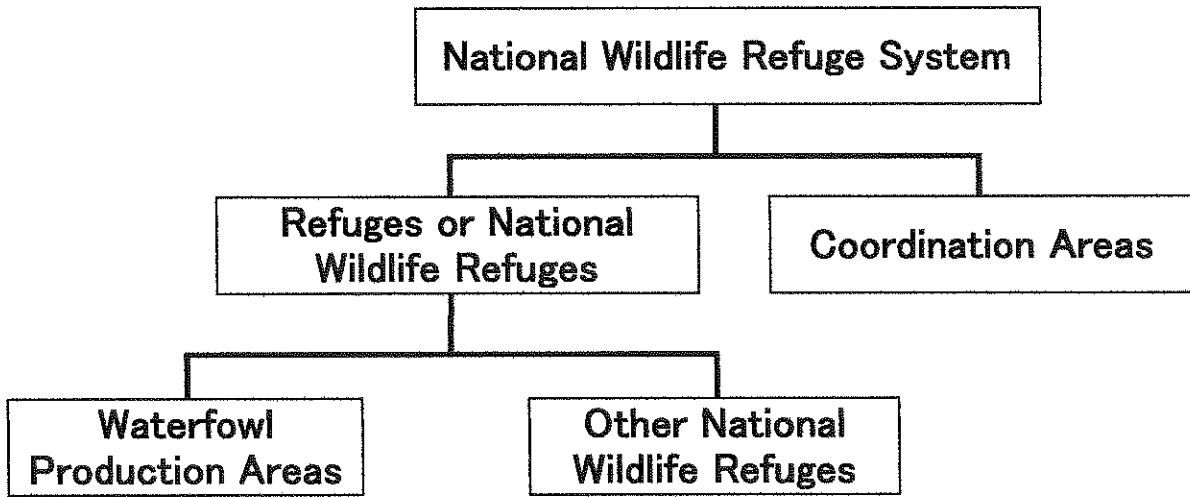 National Wildlife Refuge System
Refuges or National
Wildlife Refuges
Coordination Areas
Waterfowl
Production Areas
Other National
Wildlife Refuges